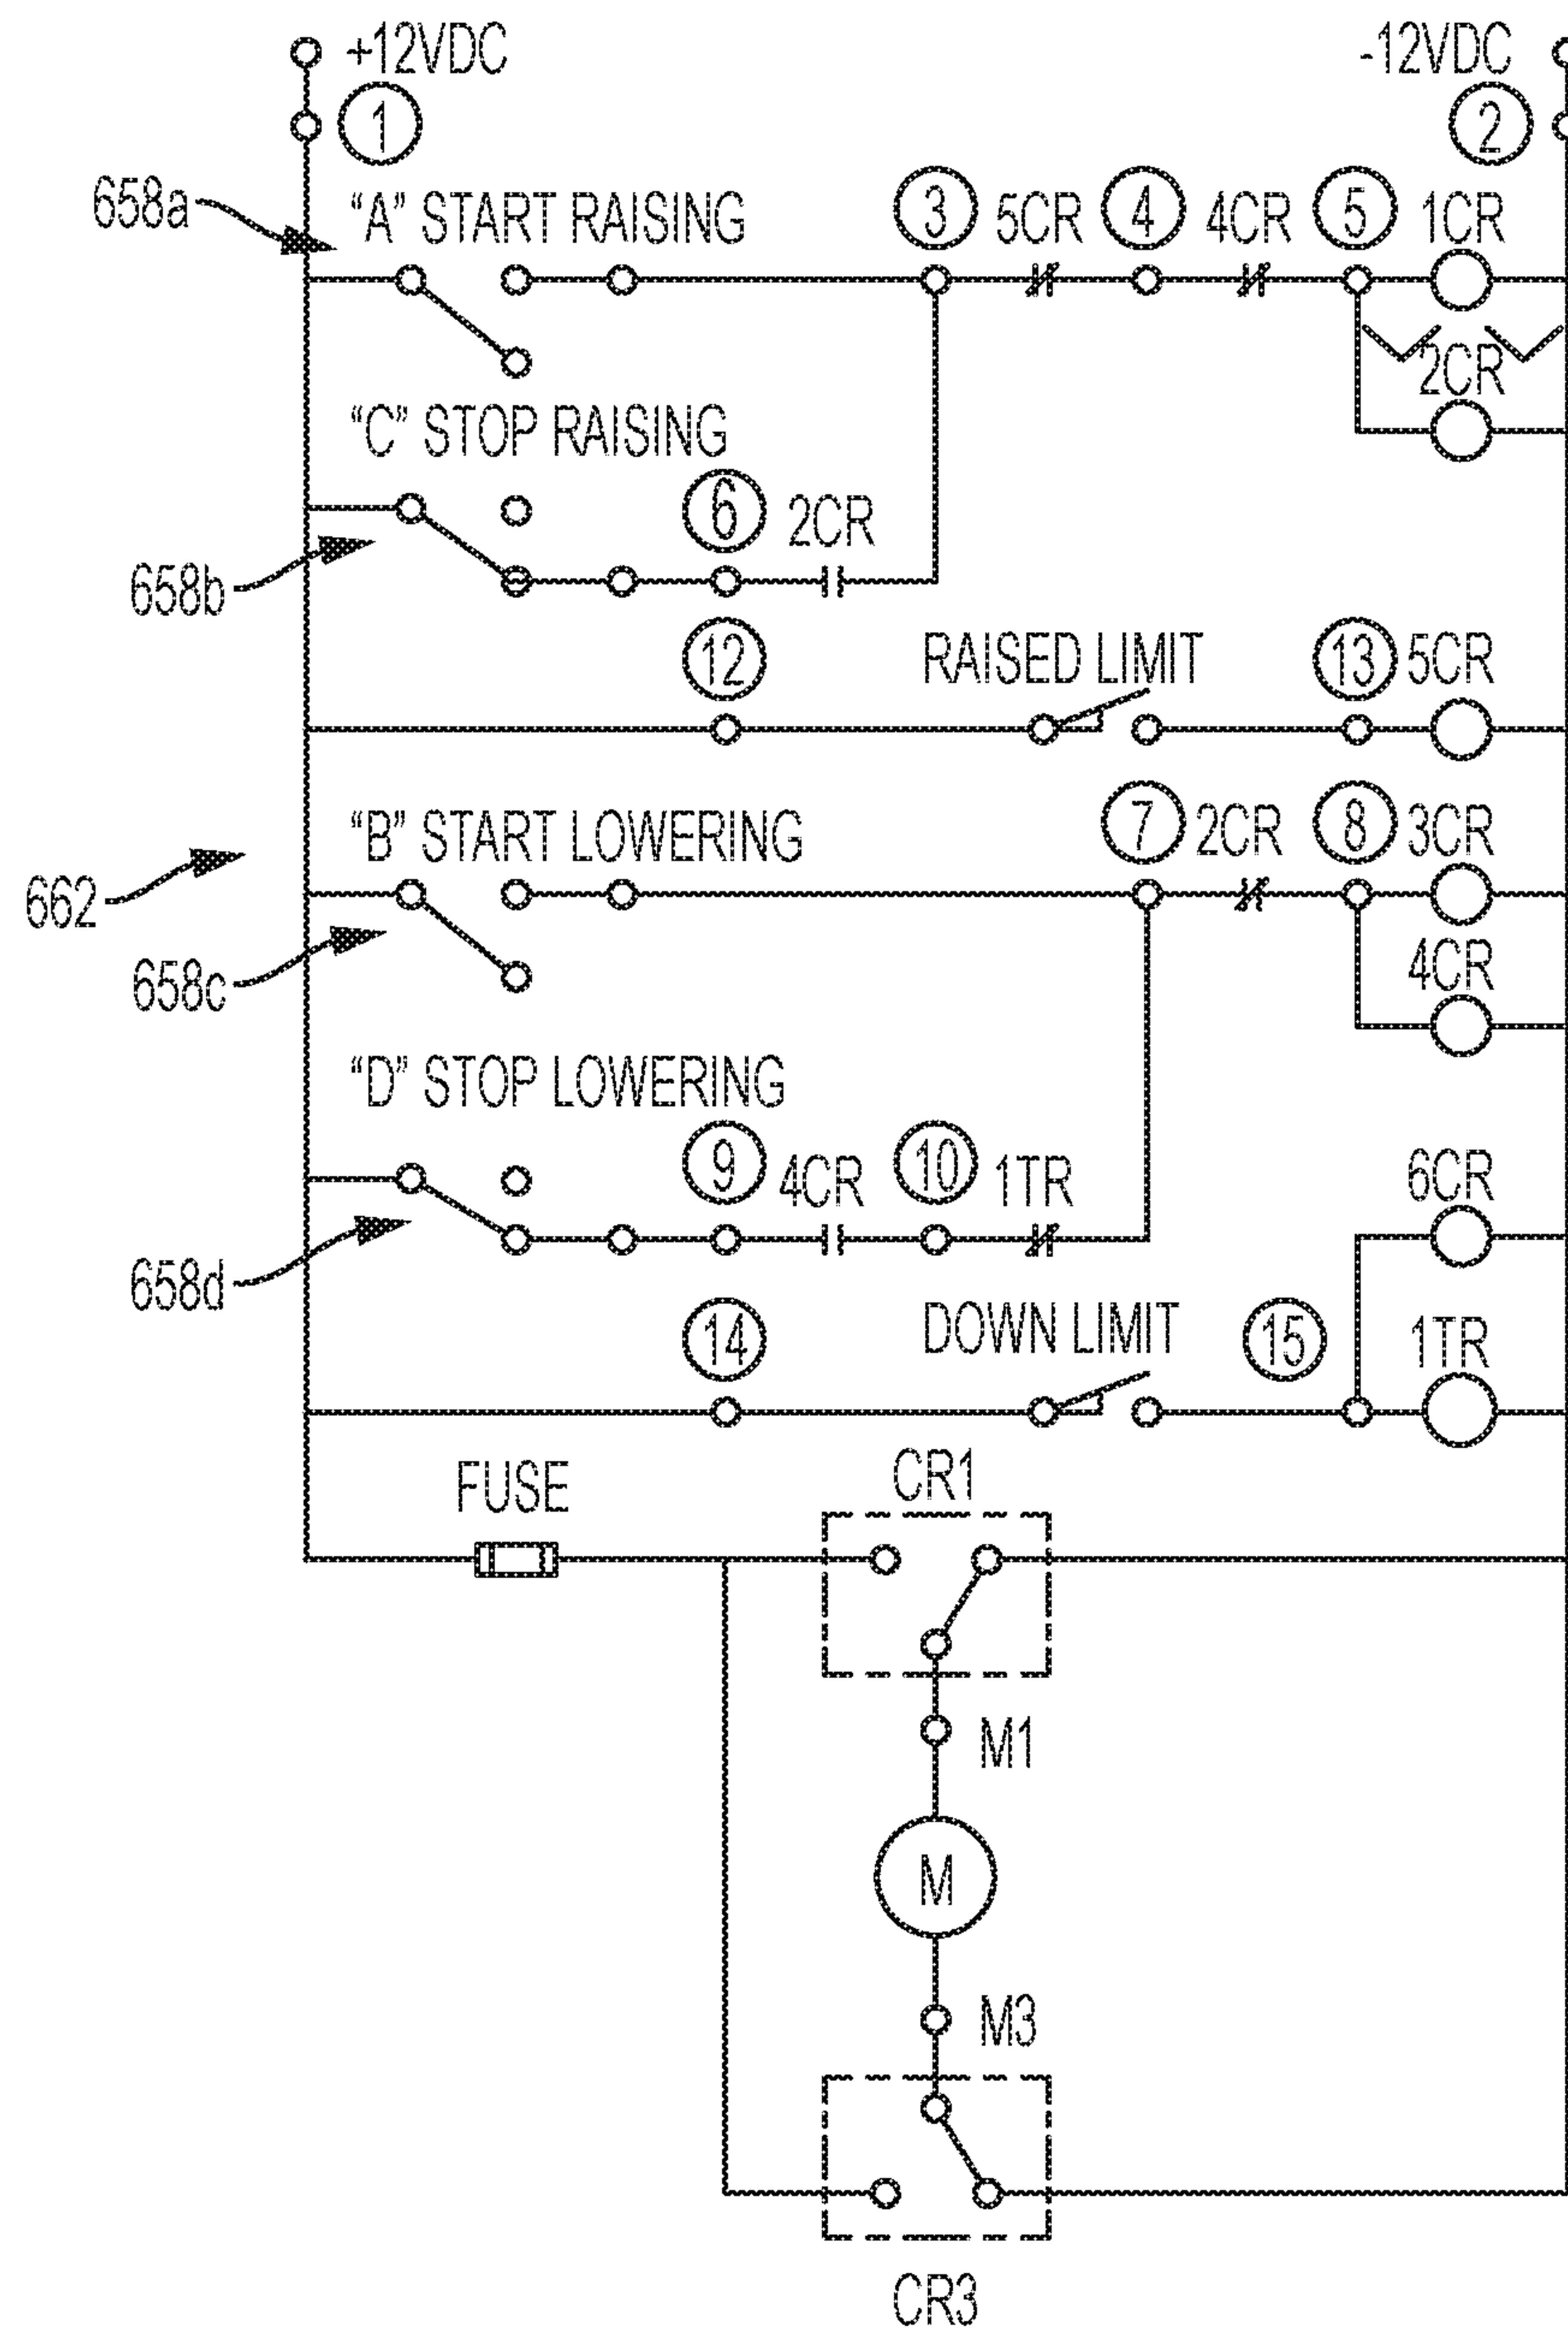 +12VDC
-12VDC
1
2
658a
"A" START RAISING
3
5CR
4
4CR
5
1CR
2CR
"C" STOP RAISING
6
2CR
658b
12
RAISED LIMIT
13
5CR
"B" START LOWERING
7
2CR
8
3CR
662
658c
4CR
"D" STOP LOWERING
9
4CR
10
1TR
6CR
658d
14
DOWN LIMIT
15
1TR
FUSE
CR1
M1
M
M3
CR3